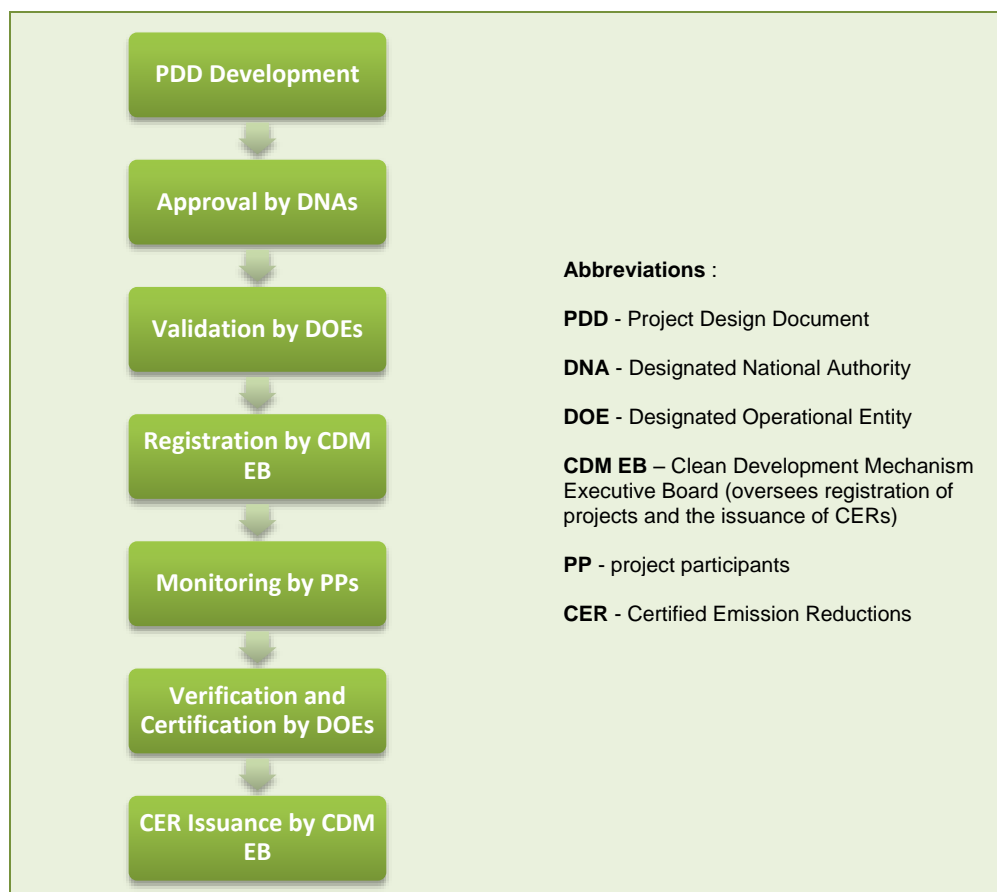 PDD Development
Approval by DNAs
Validation by DOEs
Registration by CDM
EB
Monitoring by PPs
Verification and
Certification by DOEs
CER Issuance by CDM
EB
Abbreviations :
PDD - Project Design Document
DNA - Designated National Authority
DOE - Designated Operational Entity
CDM EB – Clean Development Mechanism
Executive Board (oversees registration of
projects and the issuance of CERs)
PP - project participants
CER - Certified Emission Reductions